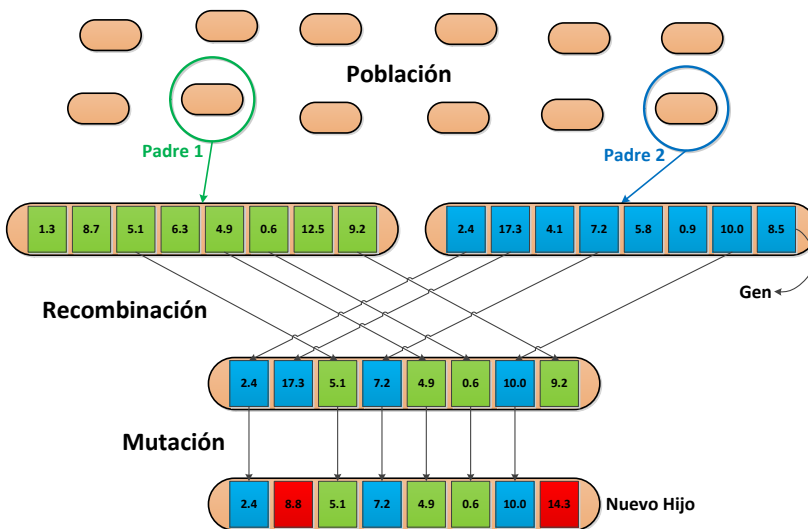 Población
Padre 1
Padre 2
1.3 8.7 5.1 6.3 4.9 0.6 12.5 9.2
2.4 17.3 4.1 7.2 5.8 0.9 10.0 8.5
Gen
Recombinación
2.4 17.3 5.1 7.2 4.9 0.6 10.0 9.2
Mutación
2.4 8.8 5.1 7.2 4.9 0.6 10.0 14.3
Nuevo Hijo